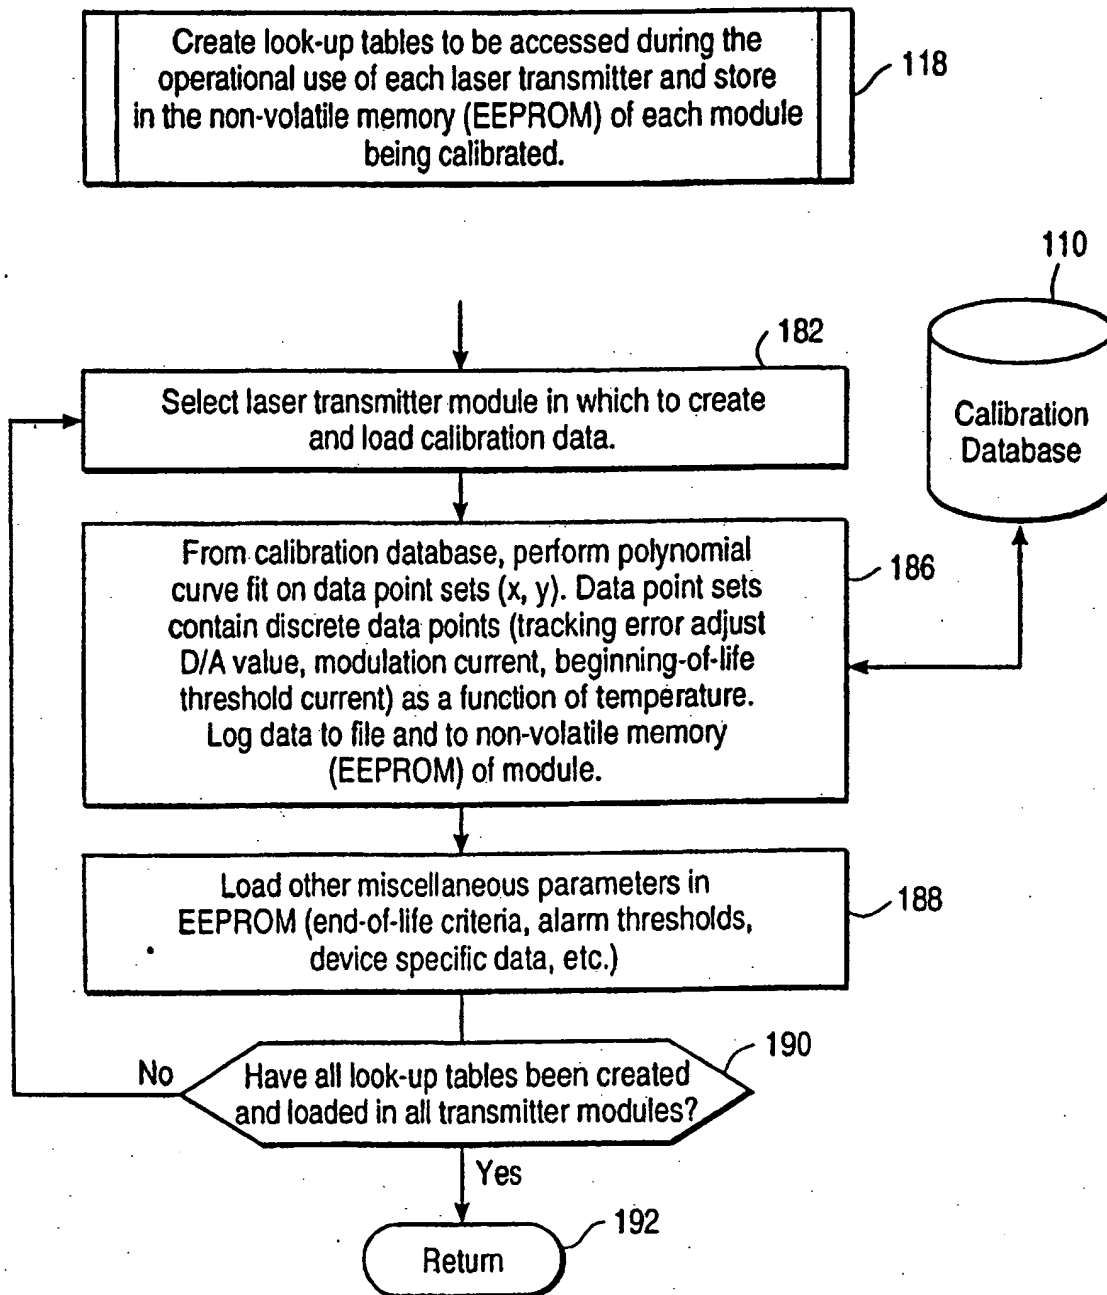 Create look-up tables to be accessed during the
operational use of each laser transmitter and store
in the non-volatile memory (EEPROM) of each module
being calibrated.
118
110
182
Select laser transmitter module in which to create
and load calibration data.
Calibration
Database
From calibration database, perform polynomial
curve fit on data point sets (x, y). Data point sets
contain discrete data points (tracking error adjust
D/A value, modulation current, beginning-of-life
threshold current) as a function of temperature.
Log data to file and to non-volatile memory
(EEPROM) of module.
186
Load other miscellaneous parameters in
EEPROM (end-of-life criteria, alarm thresholds,
device specific data, etc.)
188
190
No
Have all look-up tables been created
and loaded in all transmitter modules?
Yes
192
Return